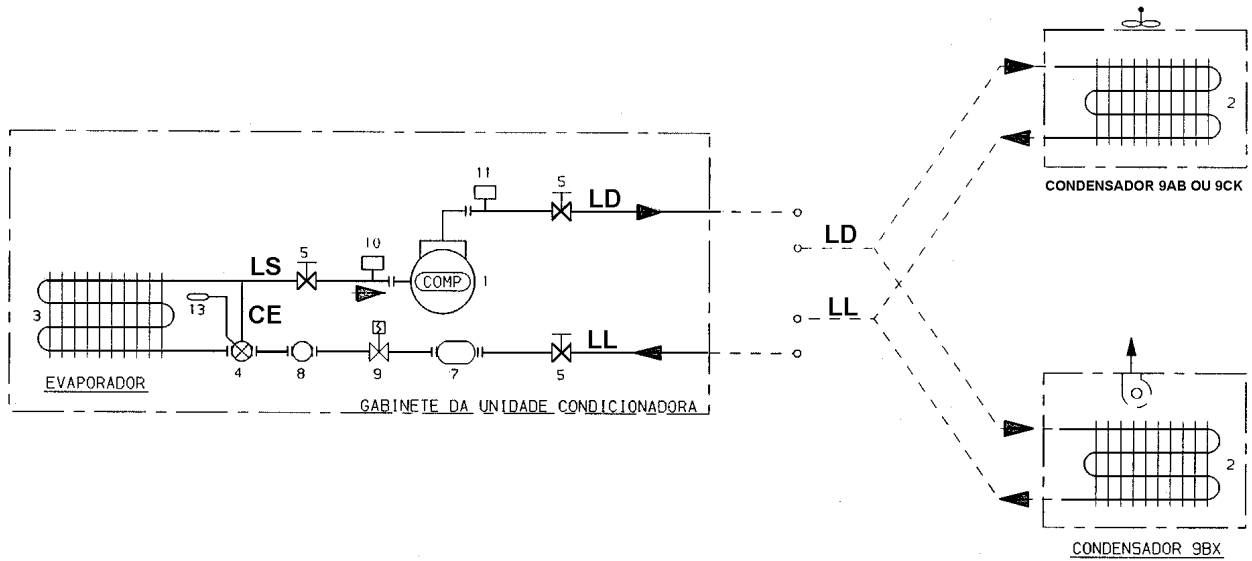 2
CONDENSADOR 9AB OU 9CK
11
5
LD
10
5
LS
COMP
1
LD
13
CE
3
LL
LL
4
8
9
7
5
EVAPORADOR
GABINETE DA UNIDADE CONDICIONADORA
2
CONDENSADOR 9BX